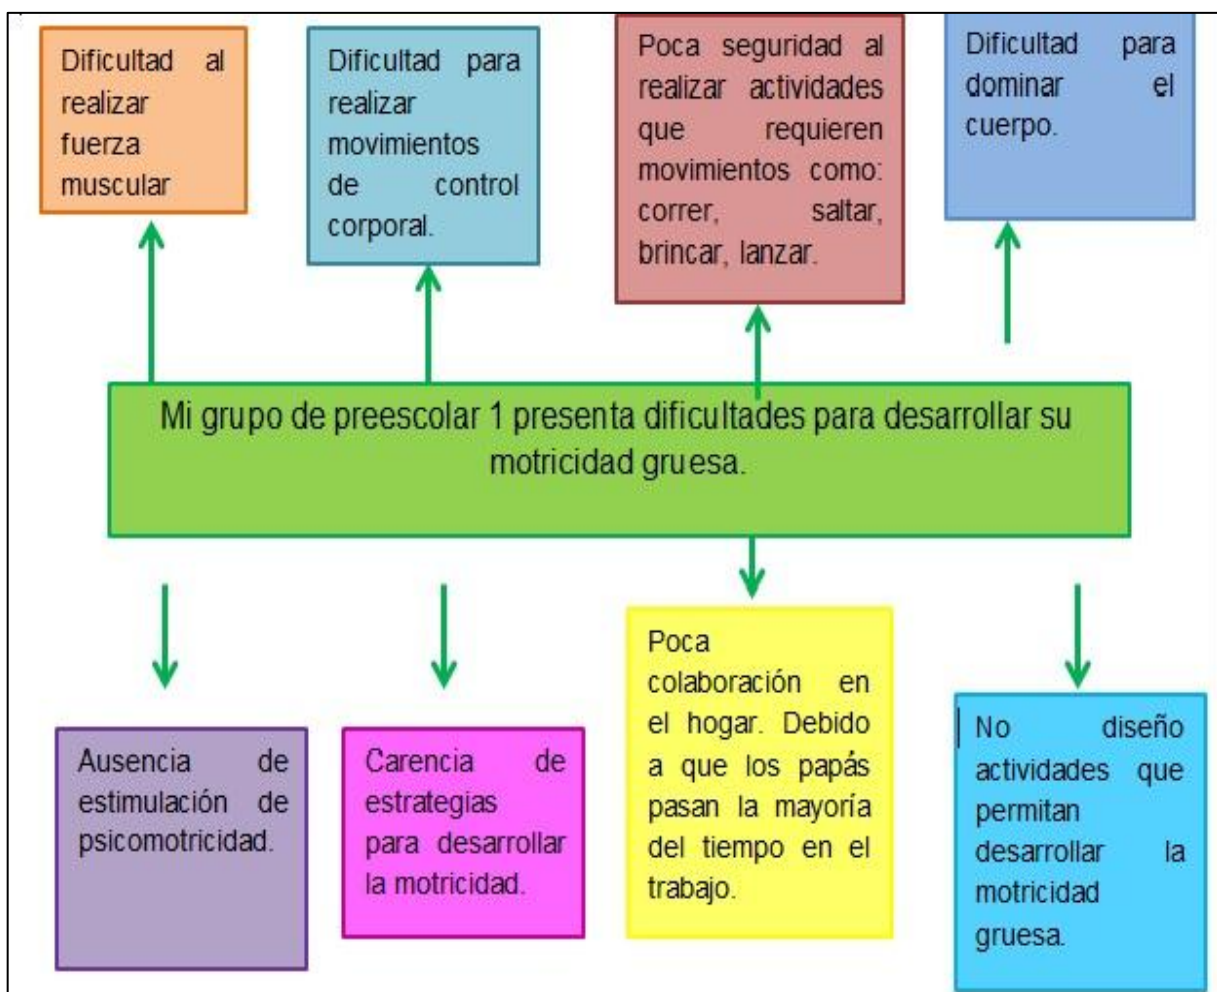 Dificultad al
realizar
fuerza
muscular
Dificultad para
realizar
movimientos
de control
corporal.
Poca seguridad al
realizar actividades
que requieren
movimientos como:
correr, saltar,
brincar, lanzar.
Dificultad para
dominar el
cuerpo.
Mi grupo de preescolar 1 presenta dificultades para desarrollar su
motricidad gruesa.
Ausencia de
estimulación de
psicomotricidad.
Carencia de
estrategias
para desarrollar
la motricidad.
Poca
colaboración en
el hogar. Debido
a que los papás
pasan la mayoría
del tiempo en el
trabajo.
No diseño
actividades que
permitan
desarrollar la
motricidad
gruesa.